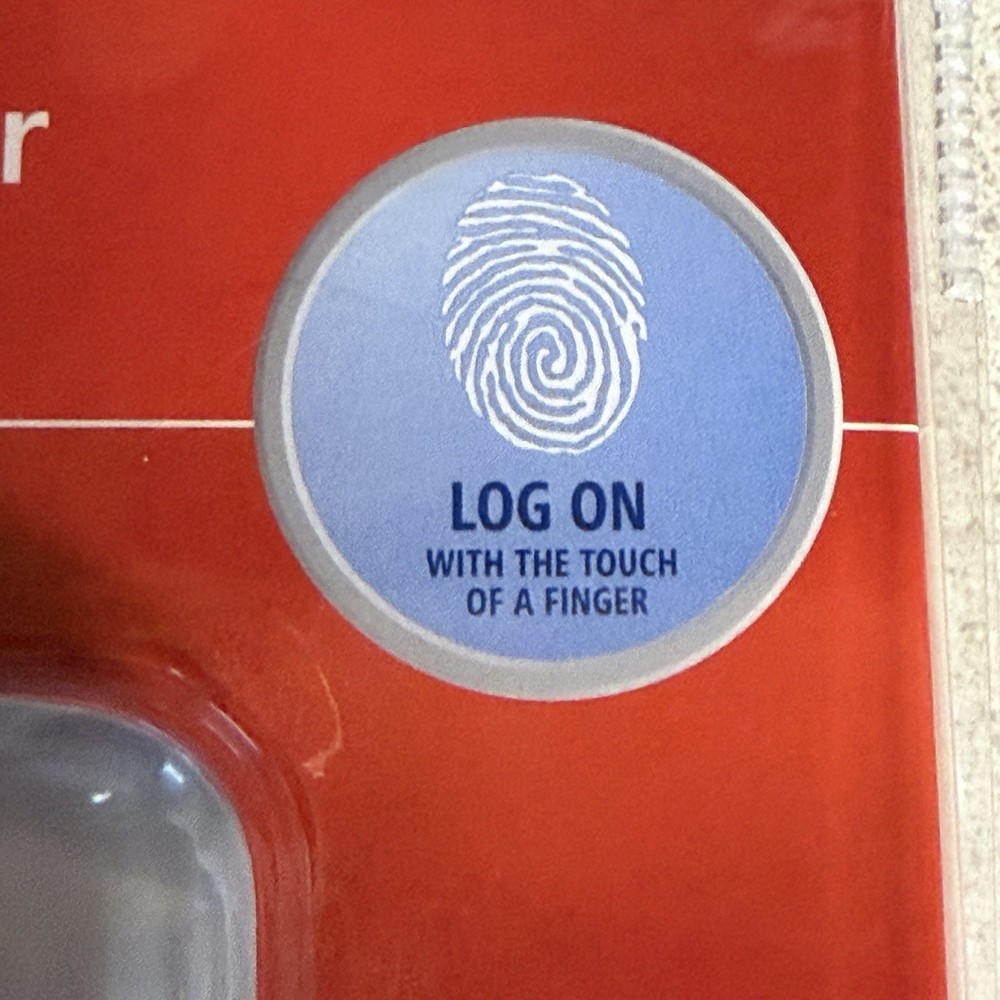 r
LOG ON
WITH THE TOUCH
OF A FINGER